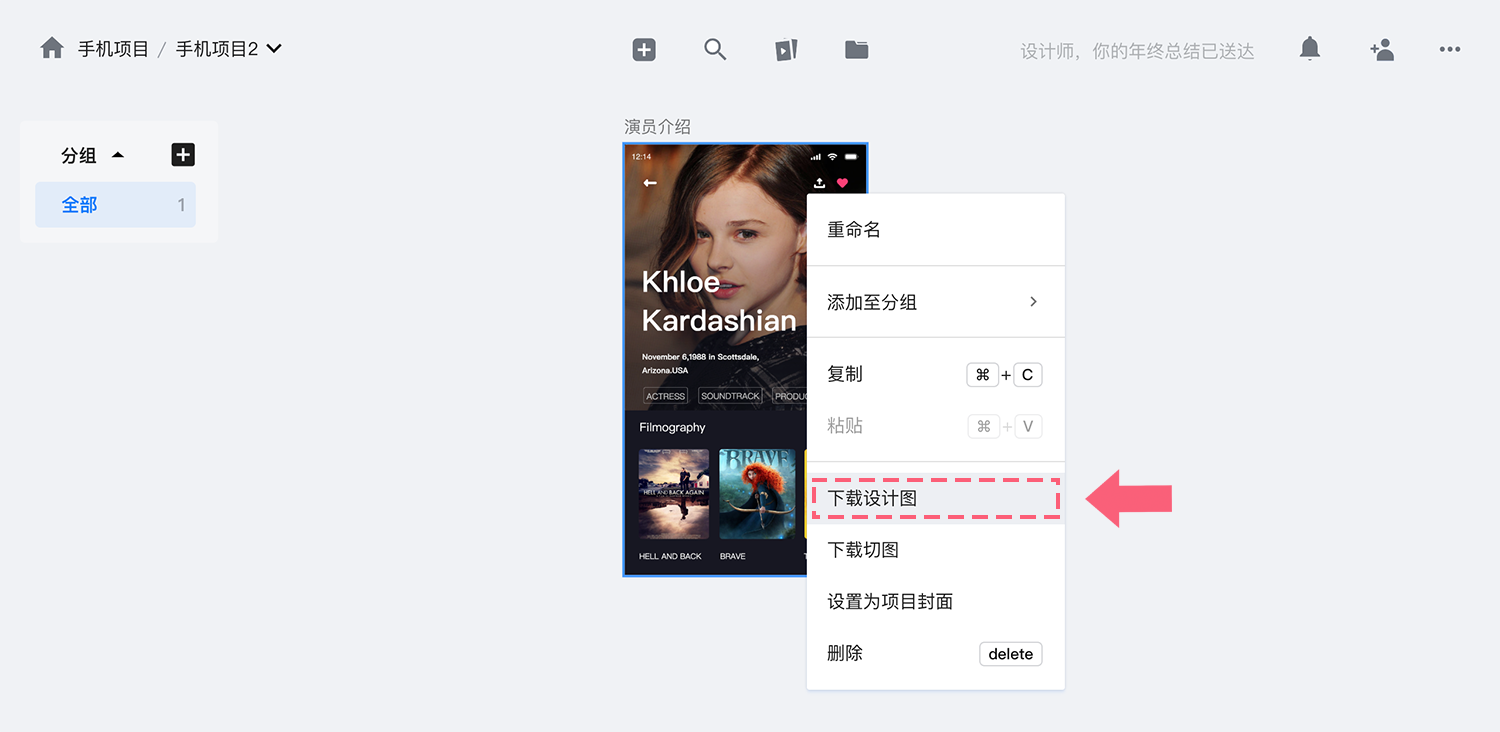 手机项目 / 手机项目2
设计师，你的年终总结已送达
分组
全部 1
演员介绍
12:14
Khloe
Kardashian
November 6,1988 in Scottsdale,
Arizona.USA
ACTRESS SOUNDTRACK PRODUC
Filmography
HELL AND BACK AGAIN
BRAVE
HELL AND BACK BRAVE T
重命名
添加至分组
复制 ⌘ + C
粘贴 ⌘ + V
下载设计图
下载切图
设置为项目封面
删除 delete